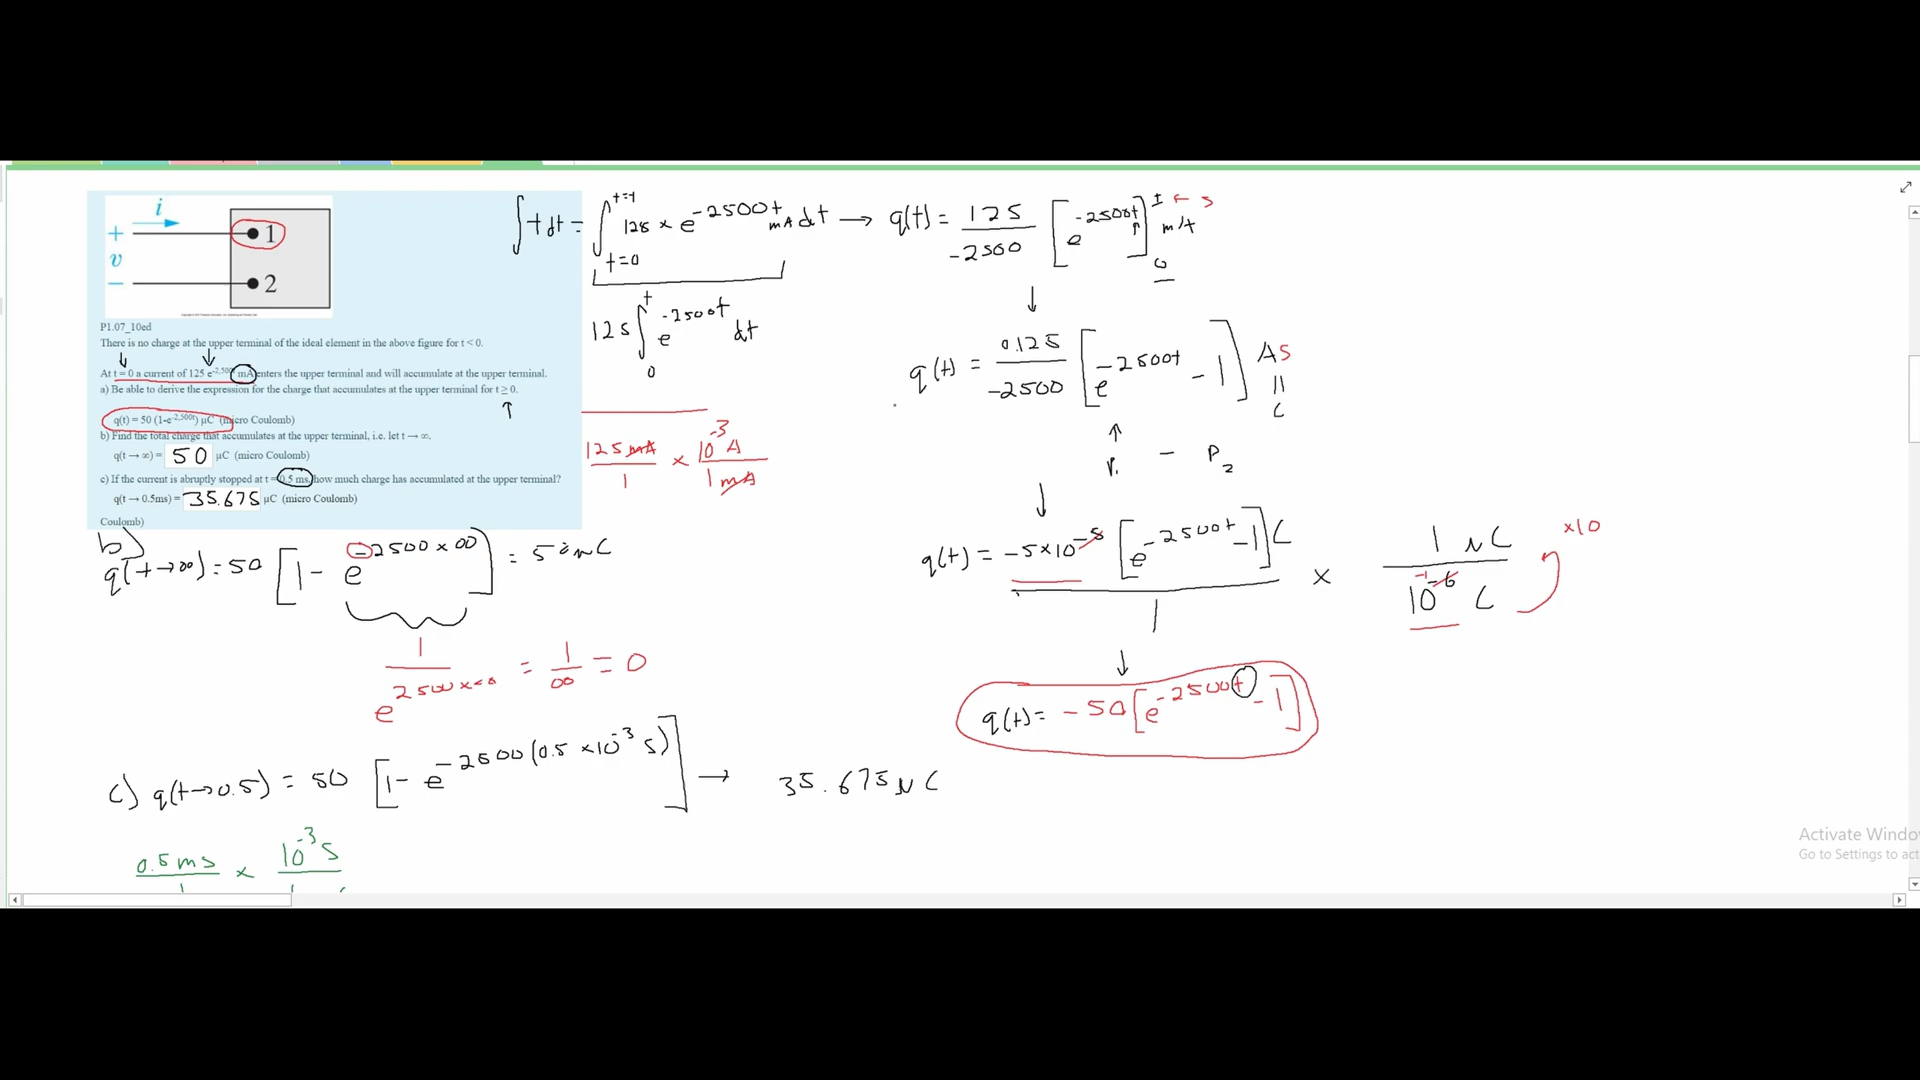 i
+
1
v
−
2
P1.07_10ed
There is no charge at the upper terminal of the ideal element in the above figure for t < 0.
At t = 0 a current of 125 e^-2,500t mA enters the upper terminal and will accumulate at the upper terminal.
a) Be able to derive the expression for the charge that accumulates at the upper terminal for t ≥ 0.
q(t) = 50 (1-e^-2,500t) μC (micro Coulomb)
b) Find the total charge that accumulates at the upper terminal, i.e. let t → ∞.
q(t → ∞) = 50 μC (micro Coulomb)
c) If the current is abruptly stopped at t = 0.5 ms, how much charge has accumulated at the upper terminal?
q(t → 0.5ms) = 35.675 μC (micro Coulomb)
Coulomb)
b)
q(t→∞) = 50 [1 - e^-2500×∞] =
1 / e^2500×∞ = 1/∞ = 0
c) q(t→0.5) = 50 [1 - e^-2500(0.5 ×10^-3 s)] → 35.675 μC
0.5 ms × 10^-3 s
t=0
∫ t dt = ∫ 125 × e^-2500t mA dt → q(t) = 125/-2500 [e^-2500t] mA
← s
0
125 ∫ e^-2500t dt
t
0
125 mA / 1 × 10^-3 A / 1 mA
q(t) = 0.125/-2500 [e^-2500t - 1] A s
C
P1 - P2
q(t) = -5×10^-5 [e^-2500t - 1] C / 1 × 1 μC / 10^-6 C
-1
×10
q(t) = -50 [e^-2500t - 1]
Activate Windo
Go to Settings to act